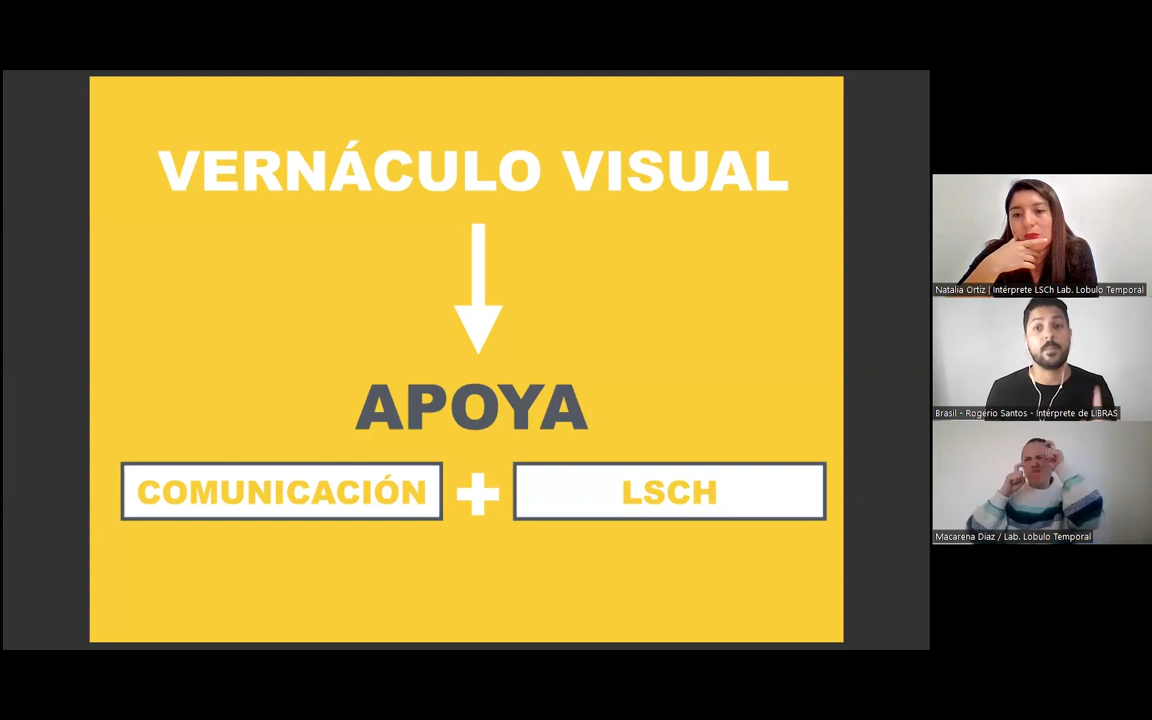 VERNÁCULO VISUAL
APOYA
COMUNICACIÓN + LSCH
Natalia Ortiz | Intérprete LSCh Lab. Lobulo Temporal
Brasil - Rogério Santos - Intérprete de LIBRAS
Macarena Diaz / Lab. Lobulo Temporal